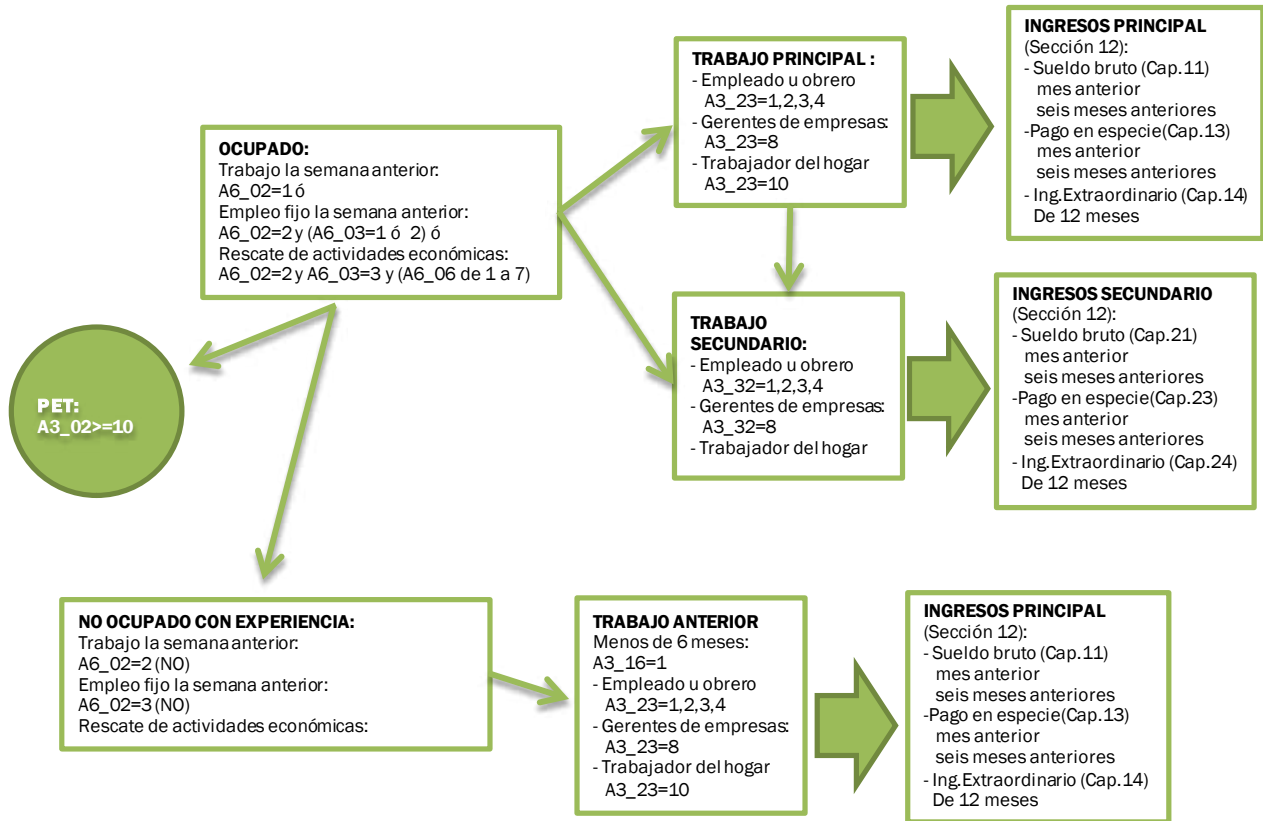 PET:
A3_02>=10
OCUPADO:
Trabajo la semana anterior:
A6_02=1 ó
Empleo fijo la semana anterior:
A6_02=2 y (A6_03=1 ó 2) ó
Rescate de actividades económicas:
A6_02=2 y A6_03=3 y (A6_06 de 1 a 7)
TRABAJO PRINCIPAL :
- Empleado u obrero
A3_23=1,2,3,4
- Gerentes de empresas:
A3_23=8
- Trabajador del hogar
A3_23=10
INGRESOS PRINCIPAL
(Sección 12):
- Sueldo bruto (Cap.11)
mes anterior
seis meses anteriores
-Pago en especie(Cap.13)
mes anterior
seis meses anteriores
- Ing.Extraordinario (Cap.14)
De 12 meses
TRABAJO
SECUNDARIO:
- Empleado u obrero
A3_32=1,2,3,4
- Gerentes de empresas:
A3_32=8
- Trabajador del hogar
INGRESOS SECUNDARIO
(Sección 12):
- Sueldo bruto (Cap.21)
mes anterior
seis meses anteriores
-Pago en especie(Cap.23)
mes anterior
seis meses anteriores
- Ing.Extraordinario (Cap.24)
De 12 meses
NO OCUPADO CON EXPERIENCIA:
Trabajo la semana anterior:
A6_02=2 (NO)
Empleo fijo la semana anterior:
A6_02=3 (NO)
Rescate de actividades económicas:
TRABAJO ANTERIOR
Menos de 6 meses:
A3_16=1
- Empleado u obrero
A3_23=1,2,3,4
- Gerentes de empresas:
A3_23=8
- Trabajador del hogar
A3_23=10
INGRESOS PRINCIPAL
(Sección 12):
- Sueldo bruto (Cap.11)
mes anterior
seis meses anteriores
-Pago en especie(Cap.13)
mes anterior
seis meses anteriores
- Ing.Extraordinario (Cap.14)
De 12 meses